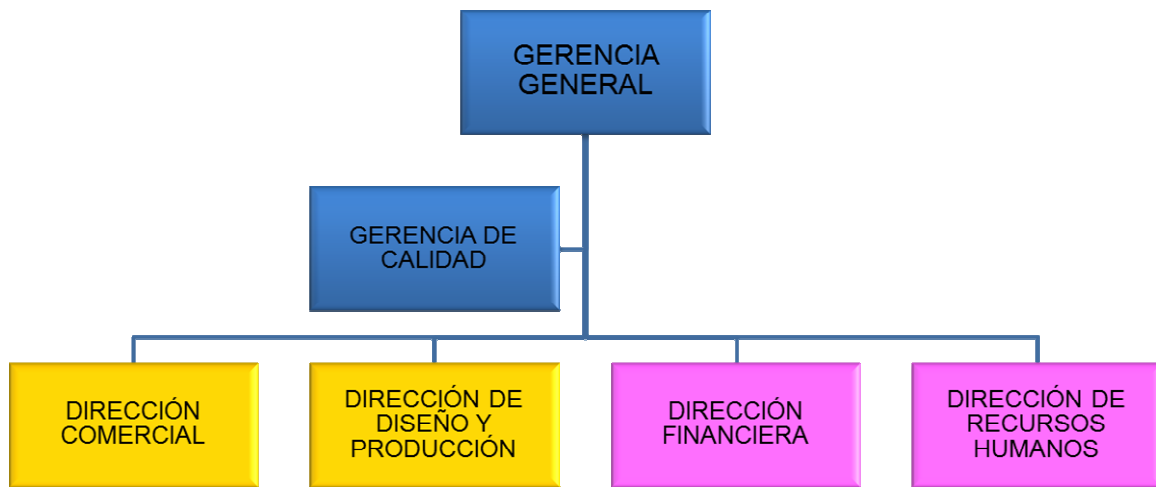 GERENCIA
GENERAL
GERENCIA DE
CALIDAD
DIRECCIÓN
COMERCIAL
DIRECCIÓN DE
DISEÑO Y
PRODUCCIÓN
DIRECCIÓN
FINANCIERA
DIRECCIÓN DE
RECURSOS
HUMANOS